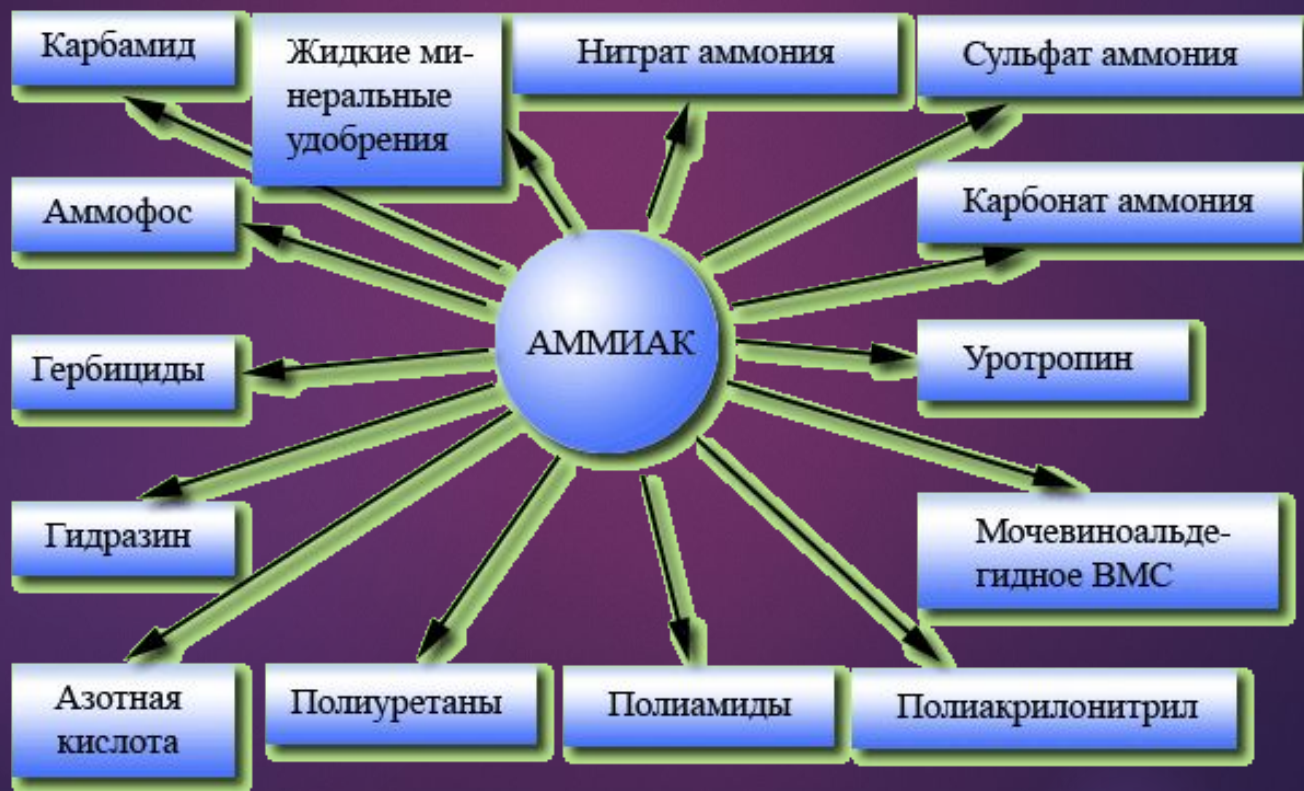 Карбамид
Жидкие ми-
неральные
удобрения
Нитрат аммония
Сульфат аммония
Аммофос
Карбонат аммония
АММИАК
Гербициды
Уротропин
Гидразин
Мочевиноальде-
гидное ВМС
Азотная
кислота
Полиуретаны
Полиамиды
Полиакрилонитрил